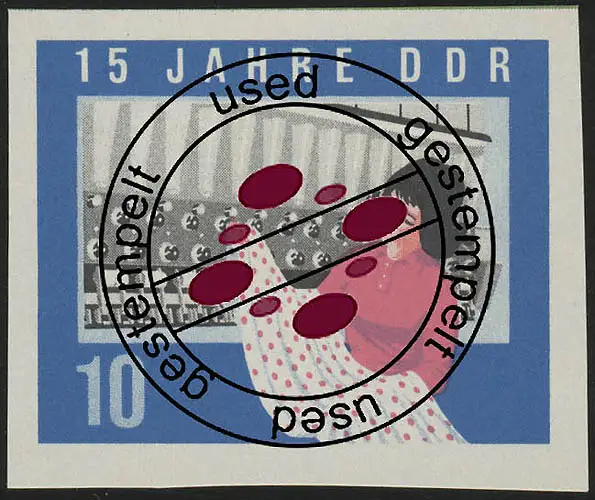 15 JAHRE DDR
used
gestempelt
gestempelt
used
10